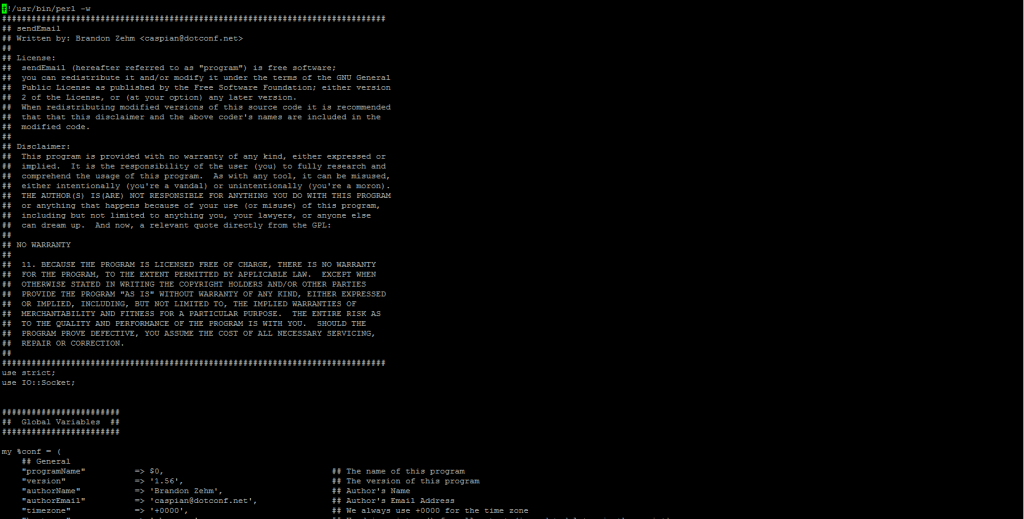 #!/usr/bin/perl -w
##############################################################################
## sendEmail
## Written by: Brandon Zehm <caspian@dotconf.net>
##
## License:
##  sendEmail (hereafter referred to as "program") is free software;
##  you can redistribute it and/or modify it under the terms of the GNU General
##  Public License as published by the Free Software Foundation; either version
##  2 of the License, or (at your option) any later version.
##  When redistributing modified versions of this source code it is recommended
##  that that this disclaimer and the above coder's names are included in the
##  modified code.
##
## Disclaimer:
##  This program is provided with no warranty of any kind, either expressed or
##  implied.  It is the responsibility of the user (you) to fully research and
##  comprehend the usage of this program.  As with any tool, it can be misused,
##  either intentionally (you're a vandal) or unintentionally (you're a moron).
##  THE AUTHOR(S) IS(ARE) NOT RESPONSIBLE FOR ANYTHING YOU DO WITH THIS PROGRAM
##  or anything that happens because of your use (or misuse) of this program,
##  including but not limited to anything you, your lawyers, or anyone else
##  can dream up.  And now, a relevant quote directly from the GPL:
##
## NO WARRANTY
##
##  11. BECAUSE THE PROGRAM IS LICENSED FREE OF CHARGE, THERE IS NO WARRANTY
##  FOR THE PROGRAM, TO THE EXTENT PERMITTED BY APPLICABLE LAW.  EXCEPT WHEN
##  OTHERWISE STATED IN WRITING THE COPYRIGHT HOLDERS AND/OR OTHER PARTIES
##  PROVIDE THE PROGRAM "AS IS" WITHOUT WARRANTY OF ANY KIND, EITHER EXPRESSED
##  OR IMPLIED, INCLUDING, BUT NOT LIMITED TO, THE IMPLIED WARRANTIES OF
##  MERCHANTABILITY AND FITNESS FOR A PARTICULAR PURPOSE.  THE ENTIRE RISK AS
##  TO THE QUALITY AND PERFORMANCE OF THE PROGRAM IS WITH YOU.  SHOULD THE
##  PROGRAM PROVE DEFECTIVE, YOU ASSUME THE COST OF ALL NECESSARY SERVICING,
##  REPAIR OR CORRECTION.
##
##############################################################################
use strict;
use IO::Socket;
########################
##  Global Variables  ##
########################
my %conf = (
    ## General
    "programName"          => $0,                                  ## The name of this program
    "version"              => '1.56',                              ## The version of this program
    "authorName"           => 'Brandon Zehm',                      ## Author's Name
    "authorEmail"          => 'caspian@dotconf.net',               ## Author's Email Address
    "timezone"             => '+0000',                             ## We always use +0000 for the time zone